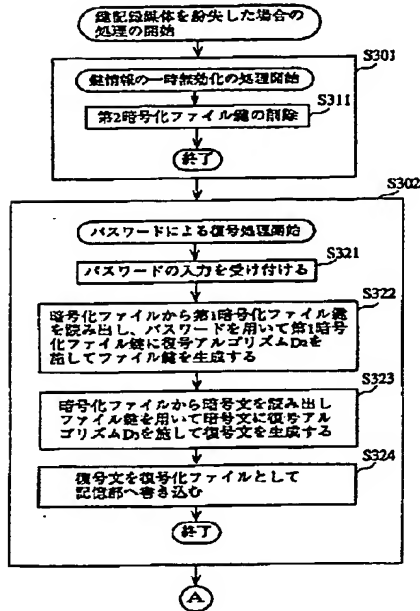 鍵記録媒体を紛失した場合の
処理の開始
S301
鍵情報の一時無効化の処理開始
S311
第2暗号化ファイル鍵の削除
終了
S302
パスワードによる復号処理開始
S321
パスワードの入力を受け付ける
S322
暗号化ファイルから第1暗号化ファイル鍵
を読み出し、パスワードを用いて第1暗号
化ファイル鍵に復号アルゴリズムD2を
施してファイル鍵を生成する
S323
暗号化ファイルから暗号文を読み出し
ファイル鍵を用いて暗号文に復号アル
ゴリズムD3を施して復号文を生成する
S324
復号文を復号化ファイルとして
記憶部へ書き込む
終了
A